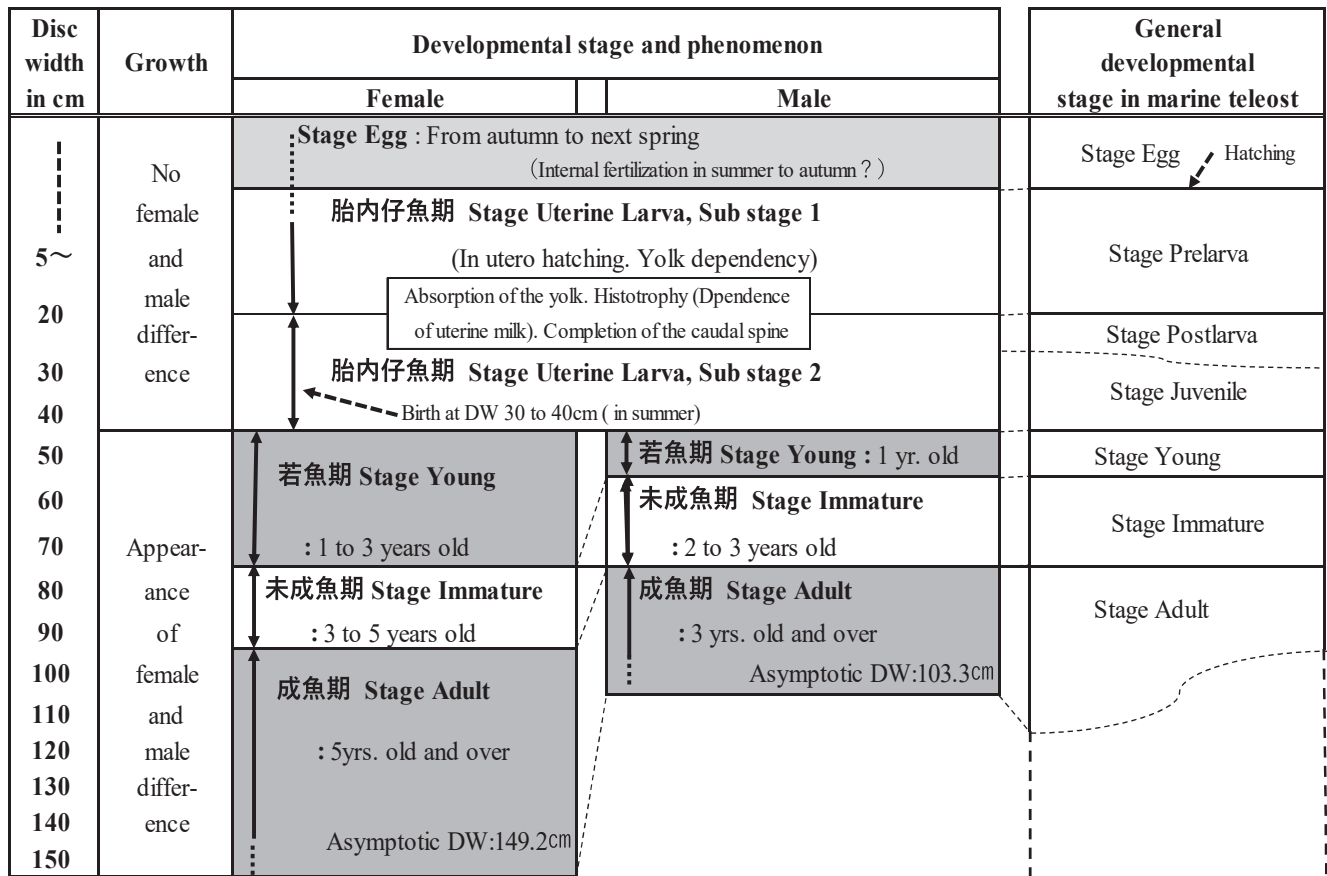 Disc
width
in cm
Growth
Developmental stage and phenomenon
Female
Male
General
developmental
stage in marine teleost
5～
20
30
40
50
60
70
80
90
100
110
120
130
140
150
No
female
and
male
differ-
ence
Appear-
ance
of
female
and
male
differ-
ence
Stage Egg : From autumn to next spring
(Internal fertilization in summer to autumn？)
胎内仔魚期 Stage Uterine Larva, Sub stage 1
(In utero hatching. Yolk dependency)
Absorption of the yolk. Histotrophy (Dpendence
of uterine milk). Completion of the caudal spine
胎内仔魚期 Stage Uterine Larva, Sub stage 2
Birth at DW 30 to 40cm ( in summer)
若魚期 Stage Young
: 1 to 3 years old
未成魚期 Stage Immature
: 3 to 5 years old
成魚期 Stage Adult
: 5yrs. old and over
Asymptotic DW:149.2㎝
若魚期 Stage Young : 1 yr. old
未成魚期 Stage Immature
: 2 to 3 years old
成魚期 Stage Adult
: 3 yrs. old and over
Asymptotic DW:103.3㎝
Stage Egg
Hatching
Stage Prelarva
Stage Postlarva
Stage Juvenile
Stage Young
Stage Immature
Stage Adult